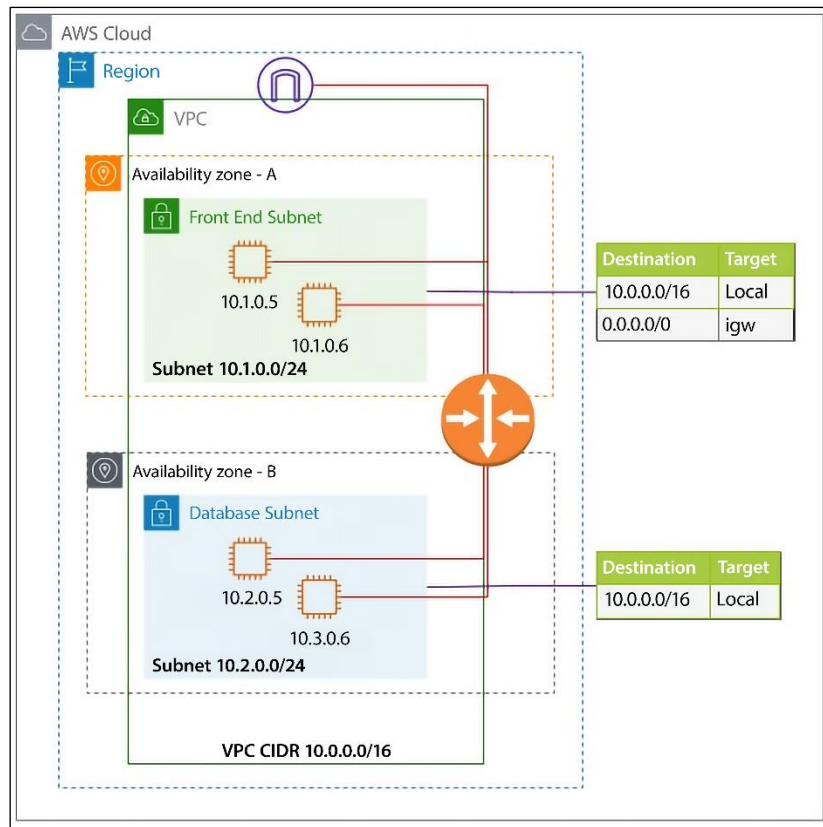 AWS Cloud
Region
VPC
Availability zone - A
Front End Subnet
10.1.0.5
10.1.0.6
Subnet 10.1.0.0/24
Destination Target
10.0.0.0/16 Local
0.0.0.0/0 igw
Availability zone - B
Database Subnet
10.2.0.5
10.3.0.6
Subnet 10.2.0.0/24
Destination Target
10.0.0.0/16 Local
VPC CIDR 10.0.0.0/16